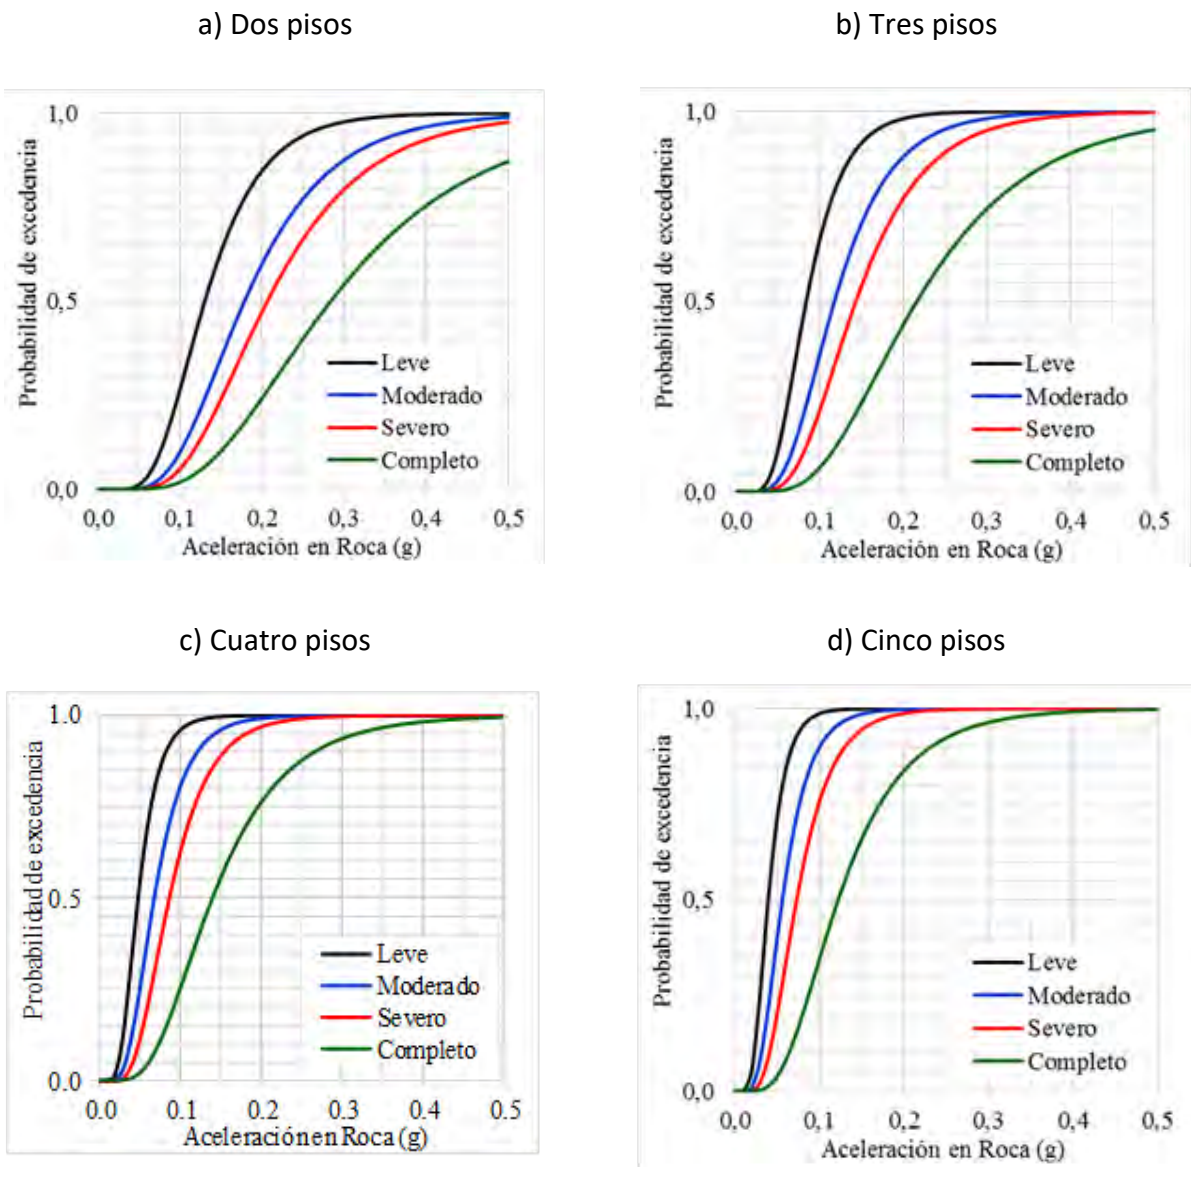 a) Dos pisos
b) Tres pisos
Probabilidad de excedencia
1,0
0,5
0,0
Leve
Moderado
Severo
Completo
0,0 0,1 0,2 0,3 0,4 0,5
Aceleración en Roca (g)
Probabilidad de excedencia
1,0
0,5
0,0
Leve
Moderado
Severo
Completo
0,0 0,1 0,2 0,3 0,4 0,5
Aceleración en Roca (g)
c) Cuatro pisos
d) Cinco pisos
Probabilidad de excedencia
1.0
0.5
0.0
Leve
Moderado
Severo
Completo
0.0 0.1 0.2 0.3 0.4 0.5
Aceleración en Roca (g)
Probabilidad de excedencia
1,0
0,5
0,0
Leve
Moderado
Severo
Completo
0,0 0,1 0,2 0,3 0,4 0,5
Aceleración en Roca (g)